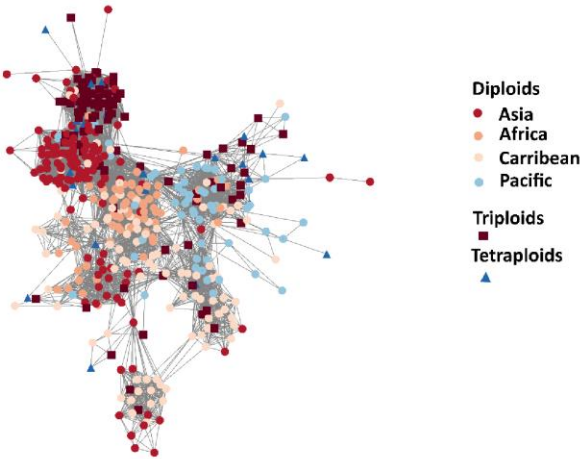 Diploids
Asia
Africa
Carribean
Pacific
Triploids
Tetraploids